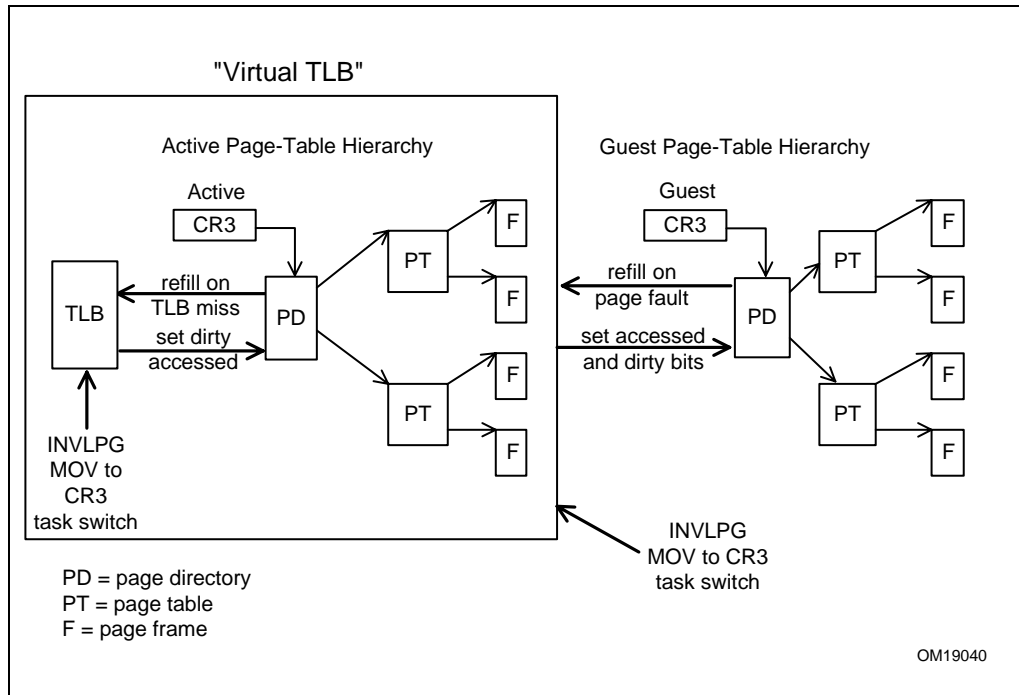 "Virtual TLB"
Active Page-Table Hierarchy
Guest Page-Table Hierarchy
Active
CR3
Guest
CR3
F
F
PT
F
F
PT
TLB
refill on
TLB miss
set dirty
accessed
PD
refill on
page fault
set accessed
and dirty bits
PD
PT
F
F
PT
F
F
INVLPG
MOV to
CR3
task switch
INVLPG
MOV to CR3
task switch
PD = page directory
PT = page table
F = page frame
OM19040